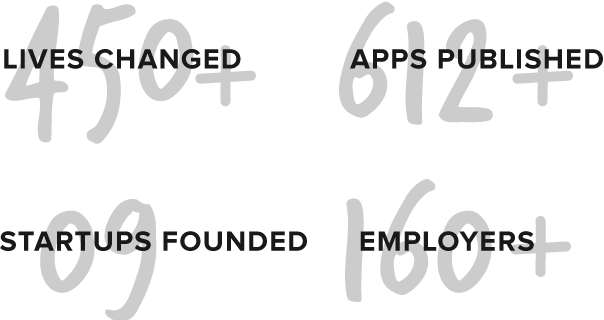 450+
LIVES CHANGED
612+
APPS PUBLISHED
09
STARTUPS FOUNDED
160+
EMPLOYERS